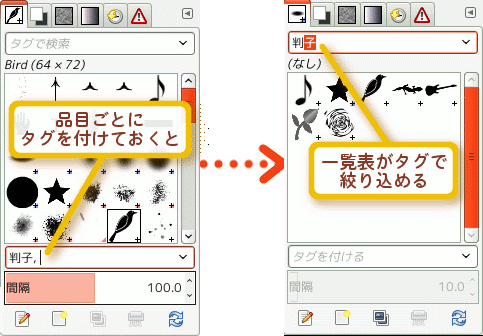 タグで検索
Bird (64 × 72)
品目ごとに
タグを付けておくと
判子,
間隔 100.0
判子
(なし)
一覧表がタグで
絞り込める
タグを付ける
間隔 10.0